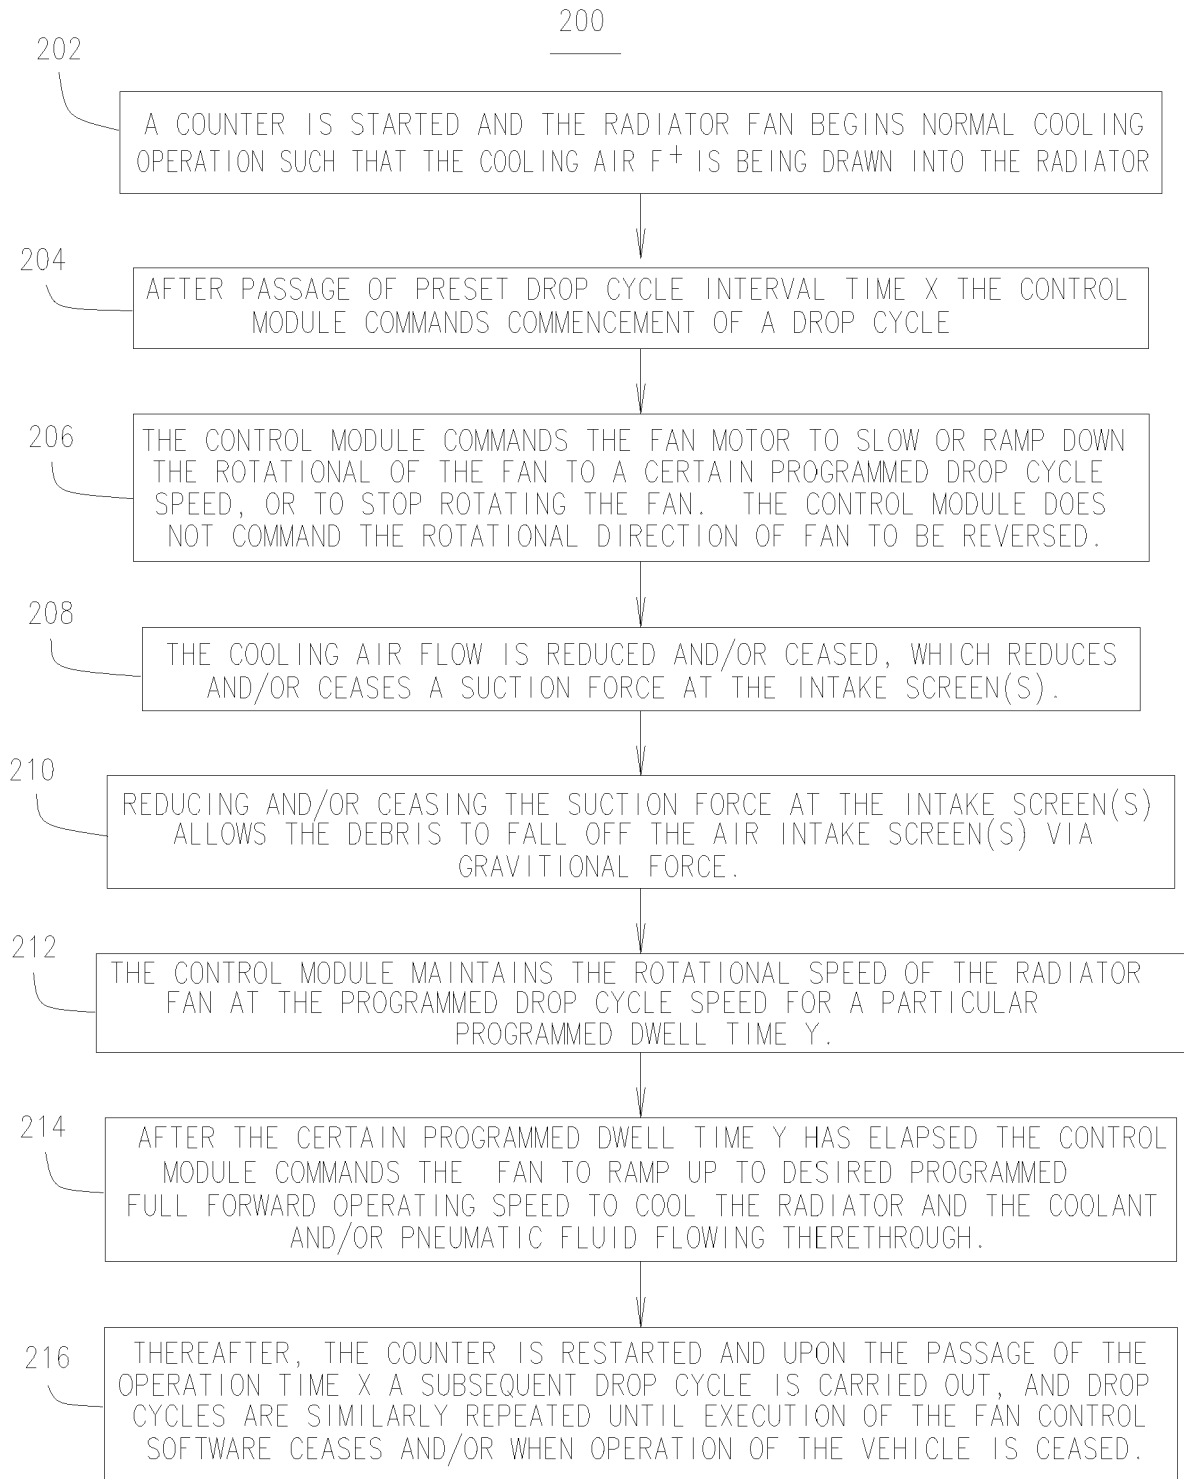 200
202
A COUNTER IS STARTED AND THE RADIATOR FAN BEGINS NORMAL COOLING
OPERATION SUCH THAT THE COOLING AIR F+ IS BEING DRAWN INTO THE RADIATOR
204
AFTER PASSAGE OF PRESET DROP CYCLE INTERVAL TIME X THE CONTROL
MODULE COMMANDS COMMENCEMENT OF A DROP CYCLE
206
THE CONTROL MODULE COMMANDS THE FAN MOTOR TO SLOW OR RAMP DOWN
THE ROTATIONAL OF THE FAN TO A CERTAIN PROGRAMMED DROP CYCLE
SPEED, OR TO STOP ROTATING THE FAN. THE CONTROL MODULE DOES
NOT COMMAND THE ROTATIONAL DIRECTION OF FAN TO BE REVERSED.
208
THE COOLING AIR FLOW IS REDUCED AND/OR CEASED, WHICH REDUCES
AND/OR CEASES A SUCTION FORCE AT THE INTAKE SCREEN(S).
210
REDUCING AND/OR CEASING THE SUCTION FORCE AT THE INTAKE SCREEN(S)
ALLOWS THE DEBRIS TO FALL OFF THE AIR INTAKE SCREEN(S) VIA
GRAVITIONAL FORCE.
212
THE CONTROL MODULE MAINTAINS THE ROTATIONAL SPEED OF THE RADIATOR
FAN AT THE PROGRAMMED DROP CYCLE SPEED FOR A PARTICULAR
PROGRAMMED DWELL TIME Y.
214
AFTER THE CERTAIN PROGRAMMED DWELL TIME Y HAS ELAPSED THE CONTROL
MODULE COMMANDS THE FAN TO RAMP UP TO DESIRED PROGRAMMED
FULL FORWARD OPERATING SPEED TO COOL THE RADIATOR AND THE COOLANT
AND/OR PNEUMATIC FLUID FLOWING THERETHROUGH.
216
THEREAFTER, THE COUNTER IS RESTARTED AND UPON THE PASSAGE OF THE
OPERATION TIME X A SUBSEQUENT DROP CYCLE IS CARRIED OUT, AND DROP
CYCLES ARE SIMILARLY REPEATED UNTIL EXECUTION OF THE FAN CONTROL
SOFTWARE CEASES AND/OR WHEN OPERATION OF THE VEHICLE IS CEASED.